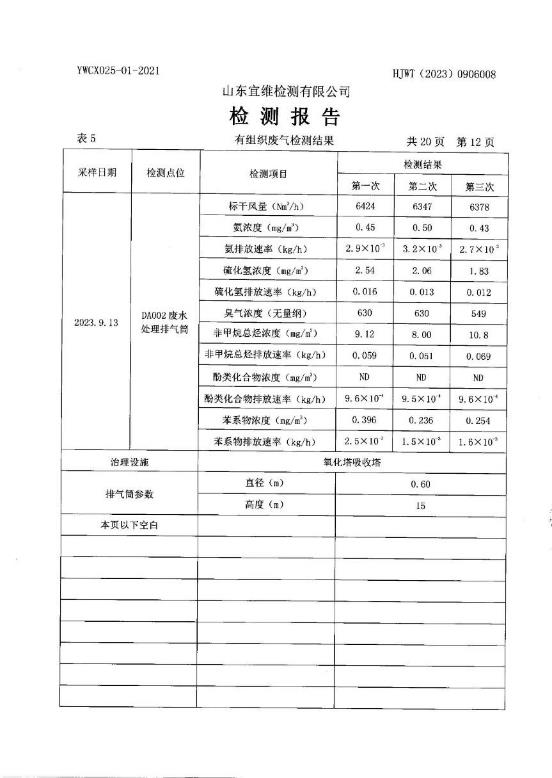 YWCX025-01-2021
HJWT (2023) 0906008
山东宜维检测有限公司
检测报告
表5 有组织废气检测结果 共20页 第12页
采样日期 检测点位 检测项目 检测结果
第一次 第二次 第三次
2023.9.13 DA002废水处理排气筒
标干风量（Nm³/h） 6424 6347 6378
氨浓度（mg/m³） 0.45 0.50 0.43
氨排放速率（kg/h） 2.9×10⁻³ 3.2×10⁻³ 2.7×10⁻³
硫化氢浓度（mg/m³） 2.54 2.06 1.83
硫化氢排放速率（kg/h） 0.016 0.013 0.012
臭气浓度（无量纲） 630 630 549
非甲烷总烃浓度（mg/m³） 9.12 8.00 10.8
非甲烷总烃排放速率（kg/h） 0.059 0.051 0.069
酚类化合物浓度（mg/m³） ND ND ND
酚类化合物排放速率（kg/h） 9.6×10⁻⁴ 9.5×10⁻⁴ 9.6×10⁻⁴
苯系物浓度（mg/m³） 0.396 0.236 0.254
苯系物排放速率（kg/h） 2.5×10⁻³ 1.5×10⁻³ 1.6×10⁻³
治理设施 氧化塔吸收塔
排气筒参数 直径（m） 0.60
高度（m） 15
本页以下空白